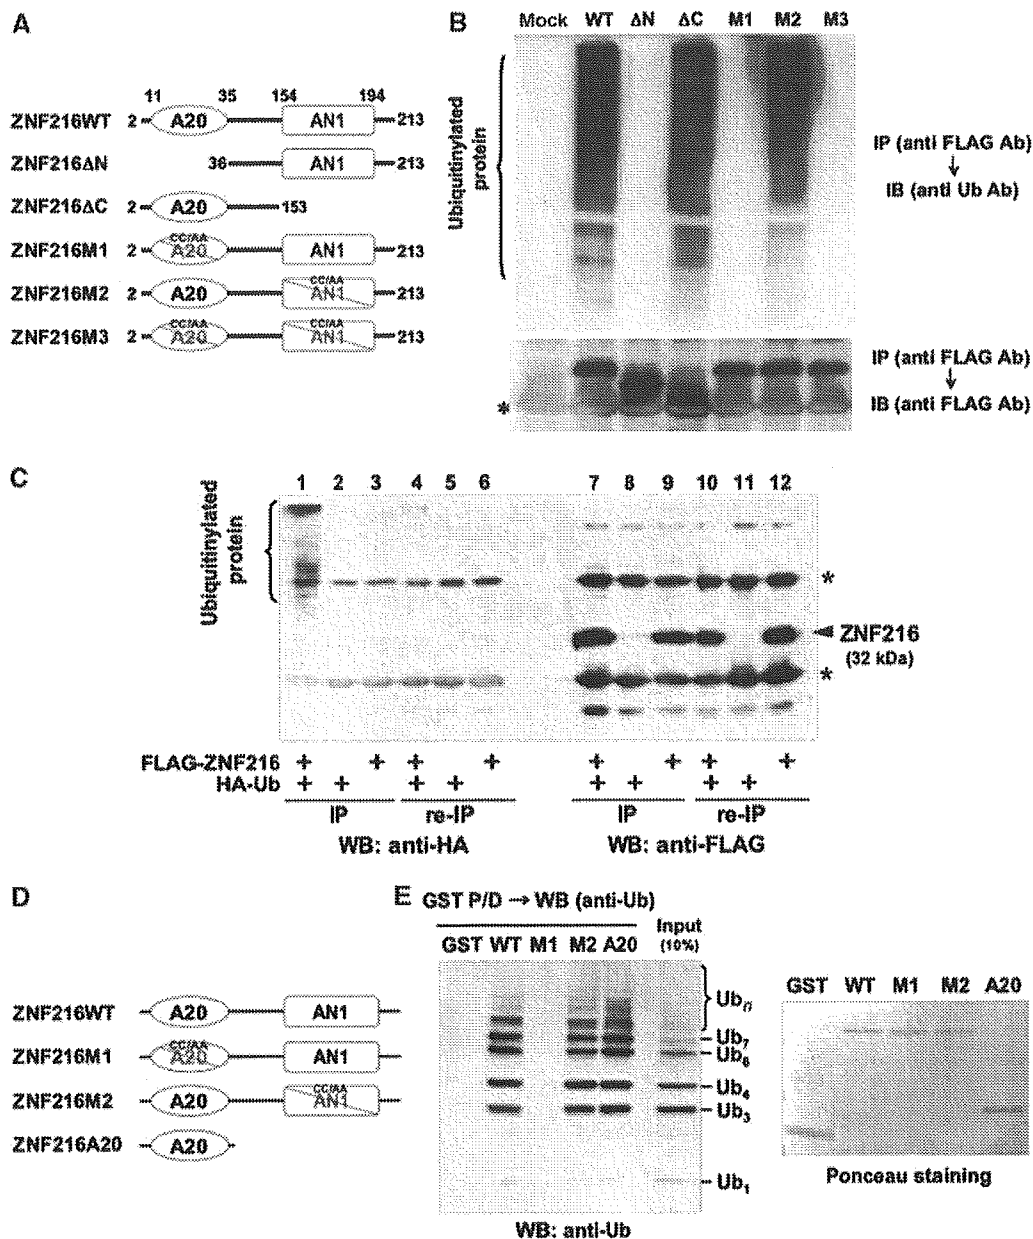 A
11 35 154 194
ZNF216WT 2 A20 AN1 213
ZNF216ΔN 36 AN1 213
ZNF216ΔC 2 A20 153
ZNF216M1 2 CC/AA A20 AN1 213
ZNF216M2 2 A20 CC/AA AN1 213
ZNF216M3 2 CC/AA A20 CC/AA AN1 213
B
Mock WT ΔN ΔC M1 M2 M3
Ubiquitinylated
protein
IP (anti FLAG Ab)
↓
IB (anti Ub Ab)
IP (anti FLAG Ab)
↓
IB (anti FLAG Ab)
*
C
1 2 3 4 5 6 7 8 9 10 11 12
Ubiquitinylated
protein
*
ZNF216
(32 kDa)
*
FLAG-ZNF216 + + + + + + + +
HA-Ub + + + + + + + +
IP re-IP IP re-IP
WB: anti-HA WB: anti-FLAG
D
ZNF216WT A20 AN1
ZNF216M1 CC/AA A20 AN1
ZNF216M2 A20 CC/AA AN1
ZNF216A20 A20
E GST P/D → WB (anti-Ub)
GST WT M1 M2 A20 Input
(10%)
Ubn
Ub7
Ub6
Ub4
Ub3
Ub1
WB: anti-Ub
GST WT M1 M2 A20
Ponceau staining